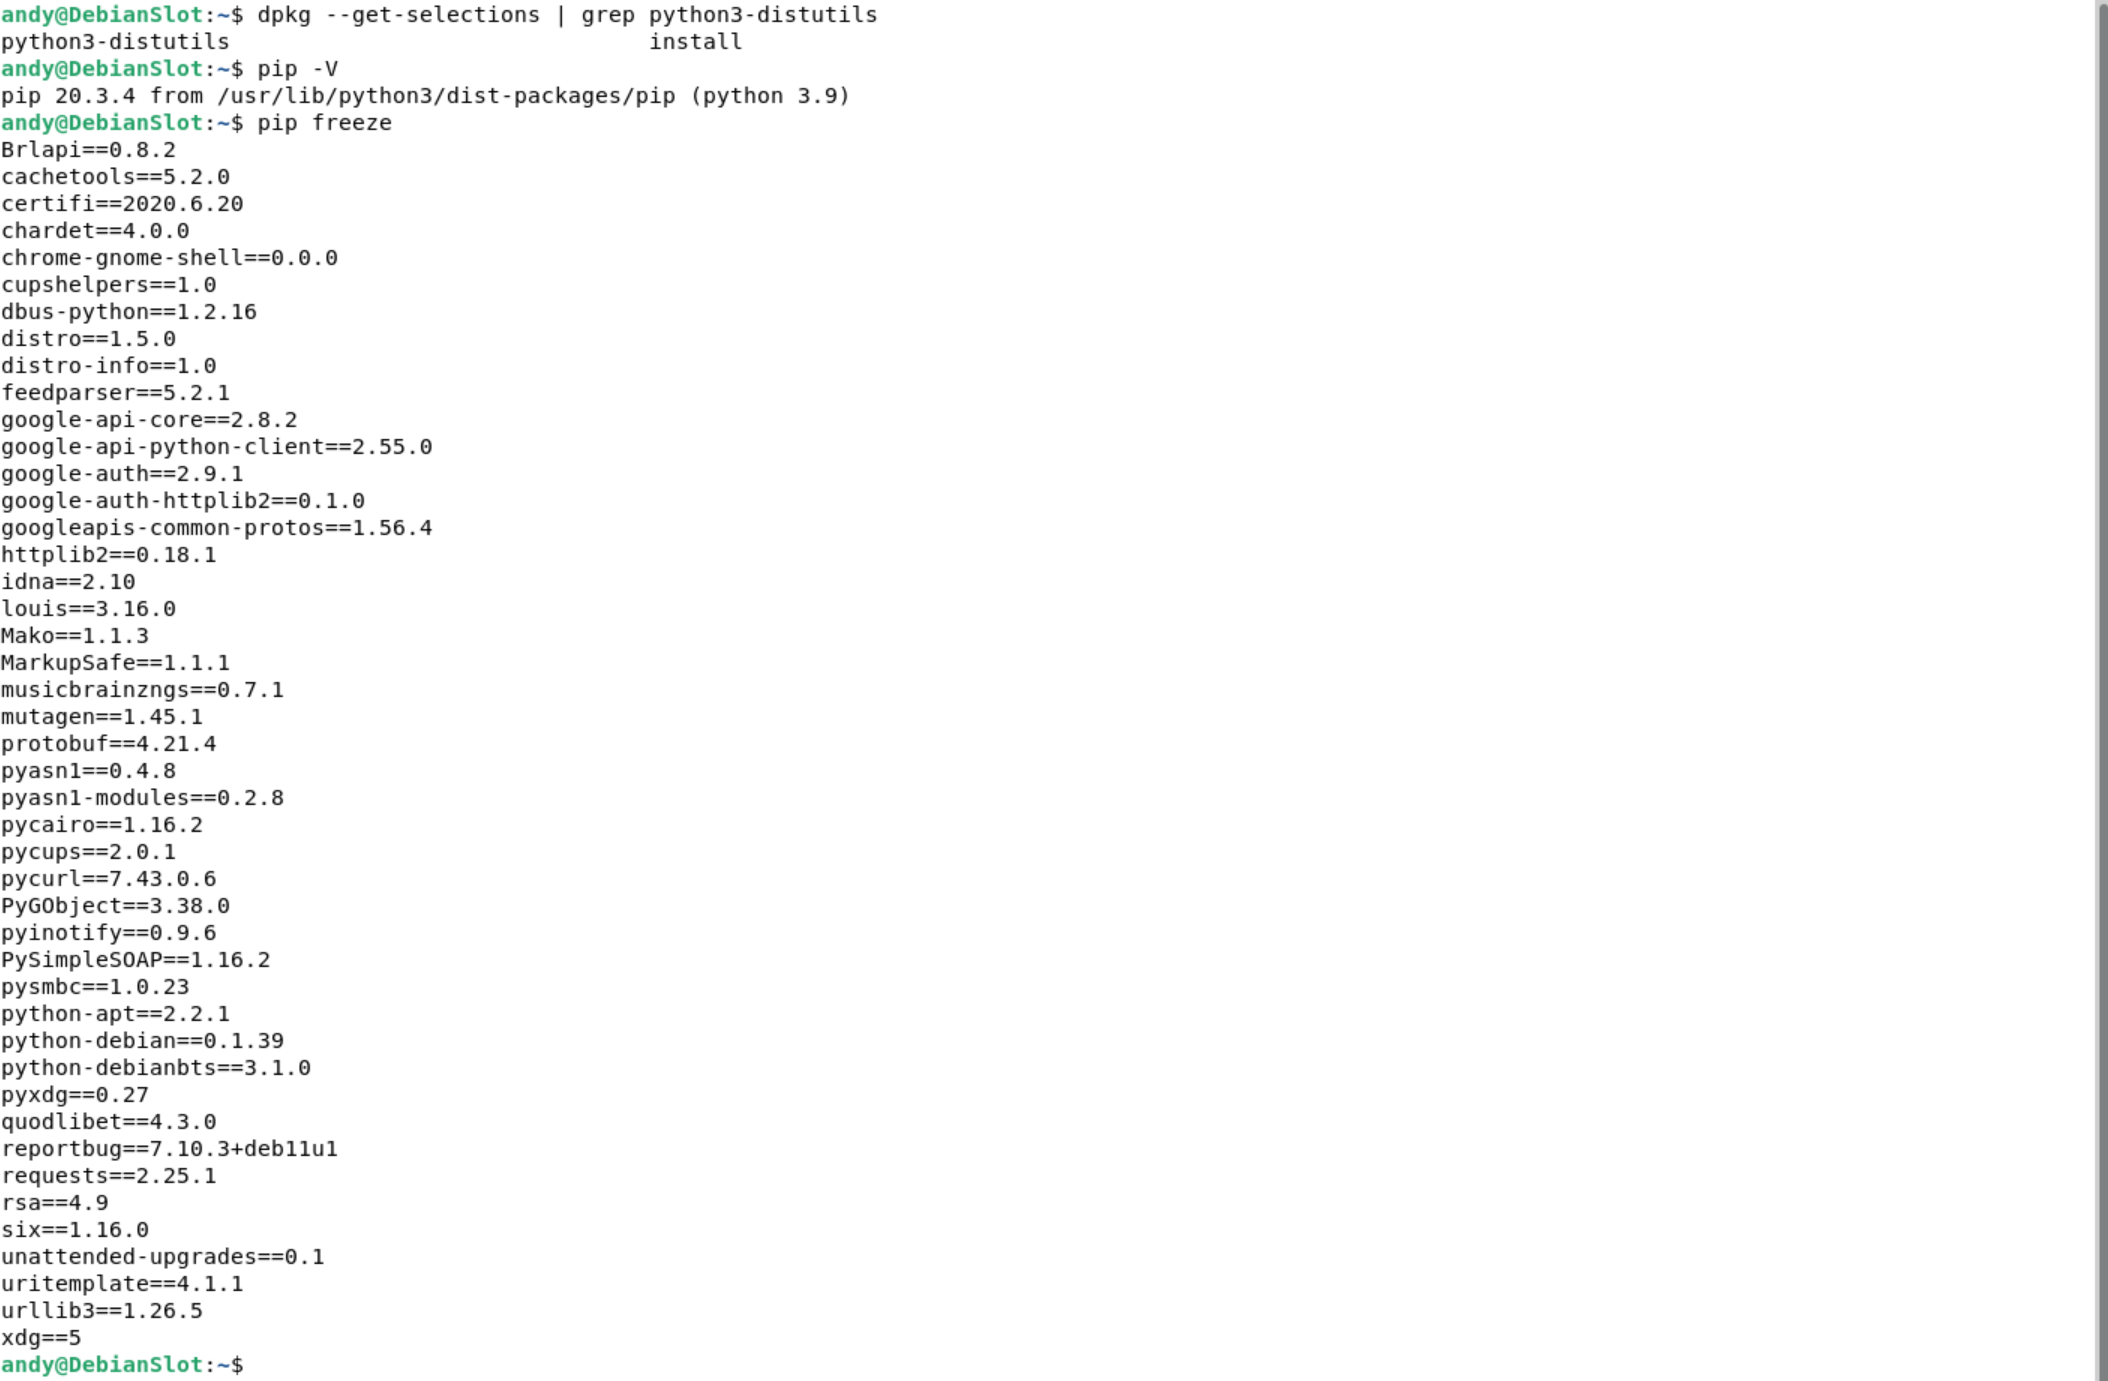 andy@DebianSlot:~$ dpkg --get-selections | grep python3-distutils
python3-distutils                               install
andy@DebianSlot:~$ pip -V
pip 20.3.4 from /usr/lib/python3/dist-packages/pip (python 3.9)
andy@DebianSlot:~$ pip freeze
Brlapi==0.8.2
cachetools==5.2.0
certifi==2020.6.20
chardet==4.0.0
chrome-gnome-shell==0.0.0
cupshelpers==1.0
dbus-python==1.2.16
distro==1.5.0
distro-info==1.0
feedparser==5.2.1
google-api-core==2.8.2
google-api-python-client==2.55.0
google-auth==2.9.1
google-auth-httplib2==0.1.0
googleapis-common-protos==1.56.4
httplib2==0.18.1
idna==2.10
louis==3.16.0
Mako==1.1.3
MarkupSafe==1.1.1
musicbrainzngs==0.7.1
mutagen==1.45.1
protobuf==4.21.4
pyasn1==0.4.8
pyasn1-modules==0.2.8
pycairo==1.16.2
pycups==2.0.1
pycurl==7.43.0.6
PyGObject==3.38.0
pyinotify==0.9.6
PySimpleSOAP==1.16.2
pysmbc==1.0.23
python-apt==2.2.1
python-debian==0.1.39
python-debianbts==3.1.0
pyxdg==0.27
quodlibet==4.3.0
reportbug==7.10.3+deb11u1
requests==2.25.1
rsa==4.9
six==1.16.0
unattended-upgrades==0.1
uritemplate==4.1.1
urllib3==1.26.5
xdg==5
andy@DebianSlot:~$